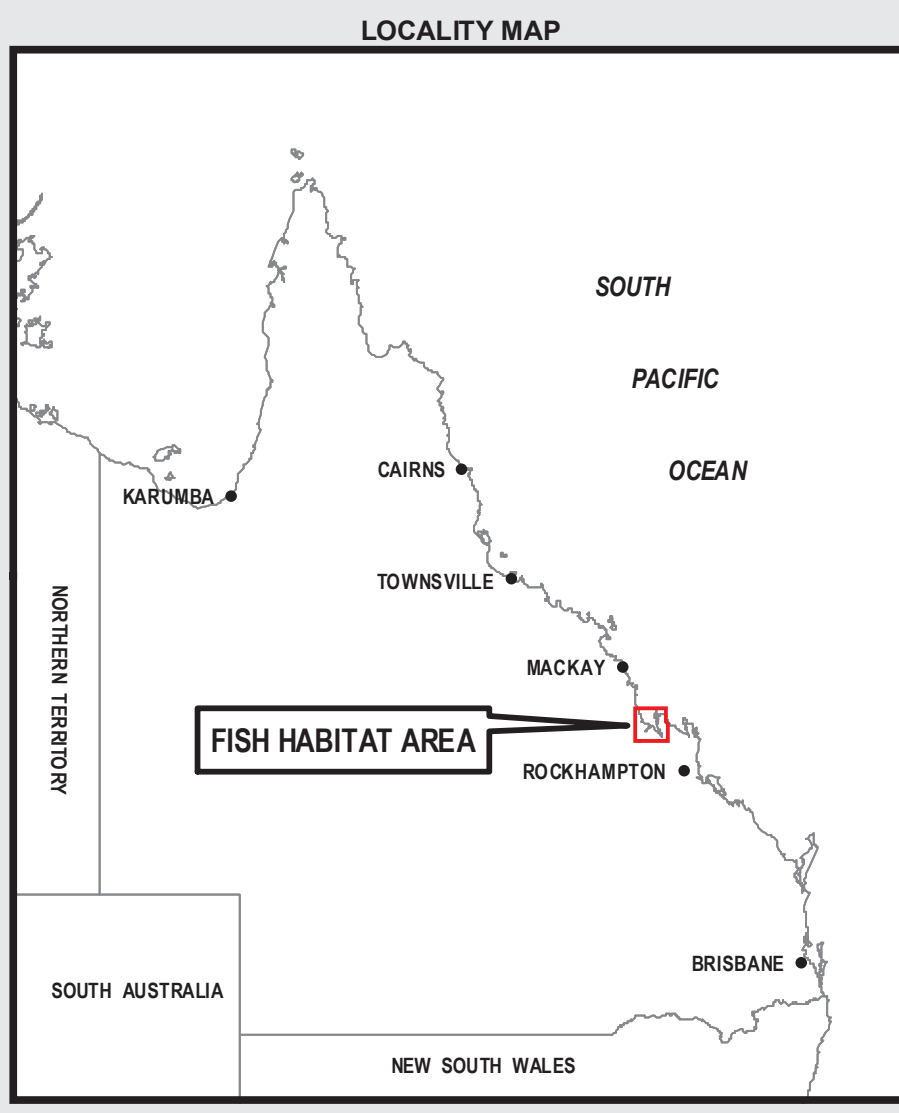 LOCALITY MAP
SOUTH
PACIFIC
OCEAN
CAIRNS
KARUMBA
TOWNSVILLE
NORTHERN TERRITORY
MACKAY
FISH HABITAT AREA
ROCKHAMPTON
BRISBANE
SOUTH AUSTRALIA
NEW SOUTH WALES